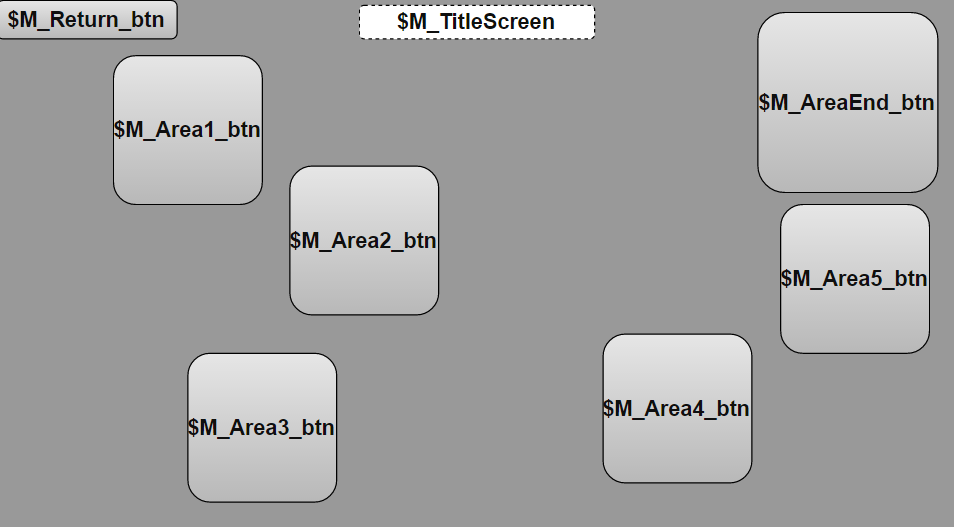 $M_Return_btn
$M_TitleScreen
$M_AreaEnd_btn
$M_Area1_btn
$M_Area2_btn
$M_Area5_btn
$M_Area4_btn
$M_Area3_btn